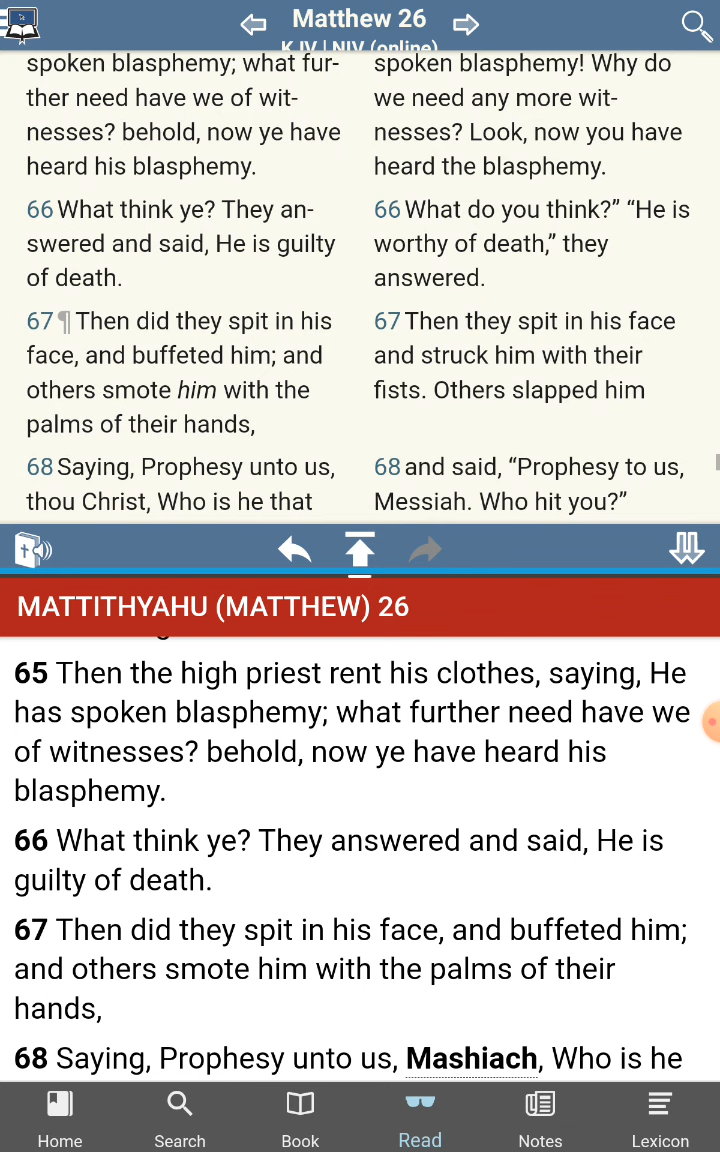 Matthew 26
KJV | NIV (online)
spoken blasphemy; what fur-
ther need have we of wit-
nesses? behold, now ye have
heard his blasphemy.
66 What think ye? They an-
swered and said, He is guilty
of death.
67 ¶ Then did they spit in his
face, and buffeted him; and
others smote him with the
palms of their hands,
68 Saying, Prophesy unto us,
thou Christ, Who is he that
spoken blasphemy! Why do
we need any more wit-
nesses? Look, now you have
heard the blasphemy.
66 What do you think?” “He is
worthy of death,” they
answered.
67 Then they spit in his face
and struck him with their
fists. Others slapped him
68 and said, “Prophesy to us,
Messiah. Who hit you?”
MATTITHYAHU (MATTHEW) 26
65 Then the high priest rent his clothes, saying, He
has spoken blasphemy; what further need have we
of witnesses? behold, now ye have heard his
blasphemy.
66 What think ye? They answered and said, He is
guilty of death.
67 Then did they spit in his face, and buffeted him;
and others smote him with the palms of their
hands,
68 Saying, Prophesy unto us, Mashiach, Who is he
Home
Search
Book
Read
Notes
Lexicon